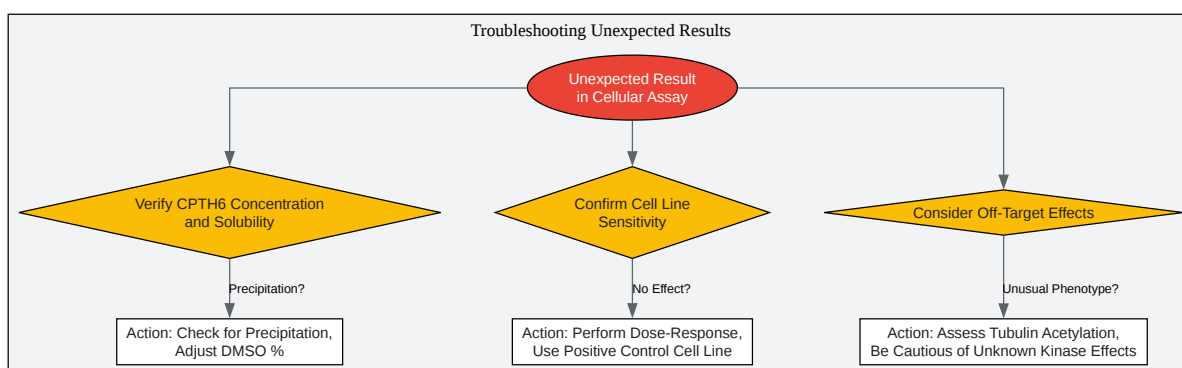 Troubleshooting Unexpected Results
Unexpected Result
in Cellular Assay
Verify CPTH6 Concentration
and Solubility
Confirm Cell Line
Sensitivity
Consider Off-Target Effects
Precipitation?
No Effect?
Unusual Phenotype?
Action: Check for Precipitation,
Adjust DMSO %
Action: Perform Dose-Response,
Use Positive Control Cell Line
Action: Assess Tubulin Acetylation,
Be Cautious of Unknown Kinase Effects